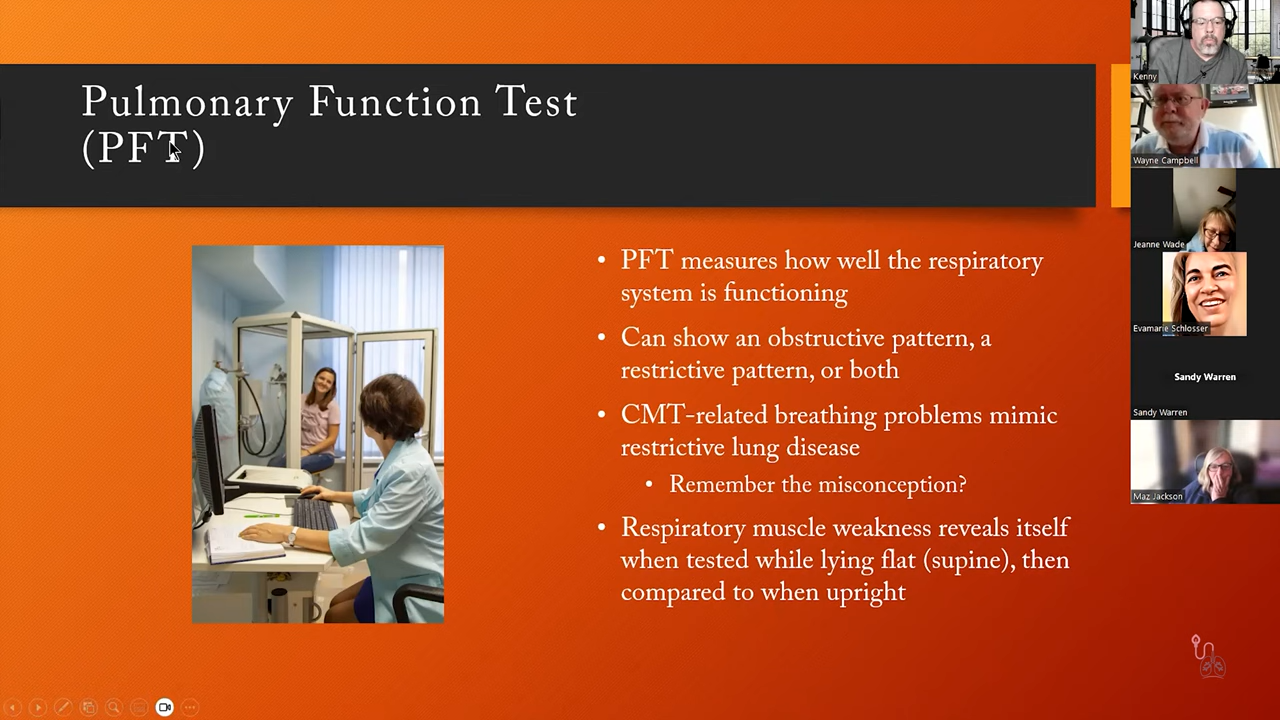 Pulmonary Function Test
(PFT)
• PFT measures how well the respiratory
system is functioning
• Can show an obstructive pattern, a
restrictive pattern, or both
• CMT-related breathing problems mimic
restrictive lung disease
• Remember the misconception?
• Respiratory muscle weakness reveals itself
when tested while lying flat (supine), then
compared to when upright
Kenny
Wayne Campbell
Jeanne Wade
Evamarie Schlosser
Sandy Warren
Sandy Warren
Maz Jackson